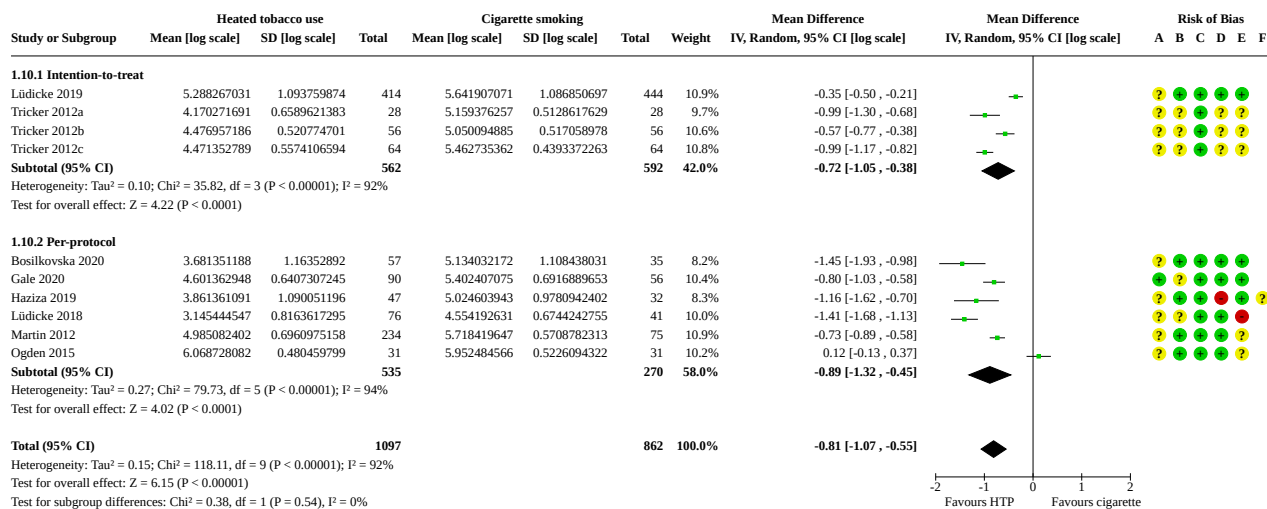 Heated tobacco use Cigarette smoking Mean Difference Mean Difference Risk of Bias
Study or Subgroup Mean [log scale] SD [log scale] Total Mean [log scale] SD [log scale] Total Weight IV, Random, 95% CI [log scale] IV, Random, 95% CI [log scale] A B C D E F
1.10.1 Intention-to-treat
Lüdicke 2019 5.288267031 1.093759874 414 5.641907071 1.086850697 444 10.9% -0.35 [-0.50 , -0.21] ? + + + +
Tricker 2012a 4.170271691 0.6589621383 28 5.159376257 0.5128617629 28 9.7% -0.99 [-1.30 , -0.68] ? ? + ? ?
Tricker 2012b 4.476957186 0.520774701 56 5.050094885 0.517058978 56 10.6% -0.57 [-0.77 , -0.38] ? ? + ? ?
Tricker 2012c 4.471352789 0.5574106594 64 5.462735362 0.4393372263 64 10.8% -0.99 [-1.17 , -0.82] ? ? + ? ?
Subtotal (95% CI) 562 592 42.0% -0.72 [-1.05 , -0.38]
Heterogeneity: Tau² = 0.10; Chi² = 35.82, df = 3 (P < 0.00001); I² = 92%
Test for overall effect: Z = 4.22 (P < 0.0001)
1.10.2 Per-protocol
Bosilkovska 2020 3.681351188 1.16352892 57 5.134032172 1.108438031 35 8.2% -1.45 [-1.93 , -0.98] ? + + + +
Gale 2020 4.601362948 0.6407307245 90 5.402407075 0.6916889653 56 10.4% -0.80 [-1.03 , -0.58] + ? + + +
Haziza 2019 3.861361091 1.090051196 47 5.024603943 0.9780942402 32 8.3% -1.16 [-1.62 , -0.70] ? + + - + ?
Lüdicke 2018 3.145444547 0.8163617295 76 4.554192631 0.6744242755 41 10.0% -1.41 [-1.68 , -1.13] ? ? + + -
Martin 2012 4.985082402 0.6960975158 234 5.718419647 0.5708782313 75 10.9% -0.73 [-0.89 , -0.58] ? + + + ?
Ogden 2015 6.068728082 0.480459799 31 5.952484566 0.5226094322 31 10.2% 0.12 [-0.13 , 0.37] ? + + + ?
Subtotal (95% CI) 535 270 58.0% -0.89 [-1.32 , -0.45]
Heterogeneity: Tau² = 0.27; Chi² = 79.73, df = 5 (P < 0.00001); I² = 94%
Test for overall effect: Z = 4.02 (P < 0.0001)
Total (95% CI) 1097 862 100.0% -0.81 [-1.07 , -0.55]
Heterogeneity: Tau² = 0.15; Chi² = 118.11, df = 9 (P < 0.00001); I² = 92%
Test for overall effect: Z = 6.15 (P < 0.00001)
-2 -1 0 1 2
Test for subgroup differences: Chi² = 0.38, df = 1 (P = 0.54), I² = 0%
Favours HTP Favours cigarette